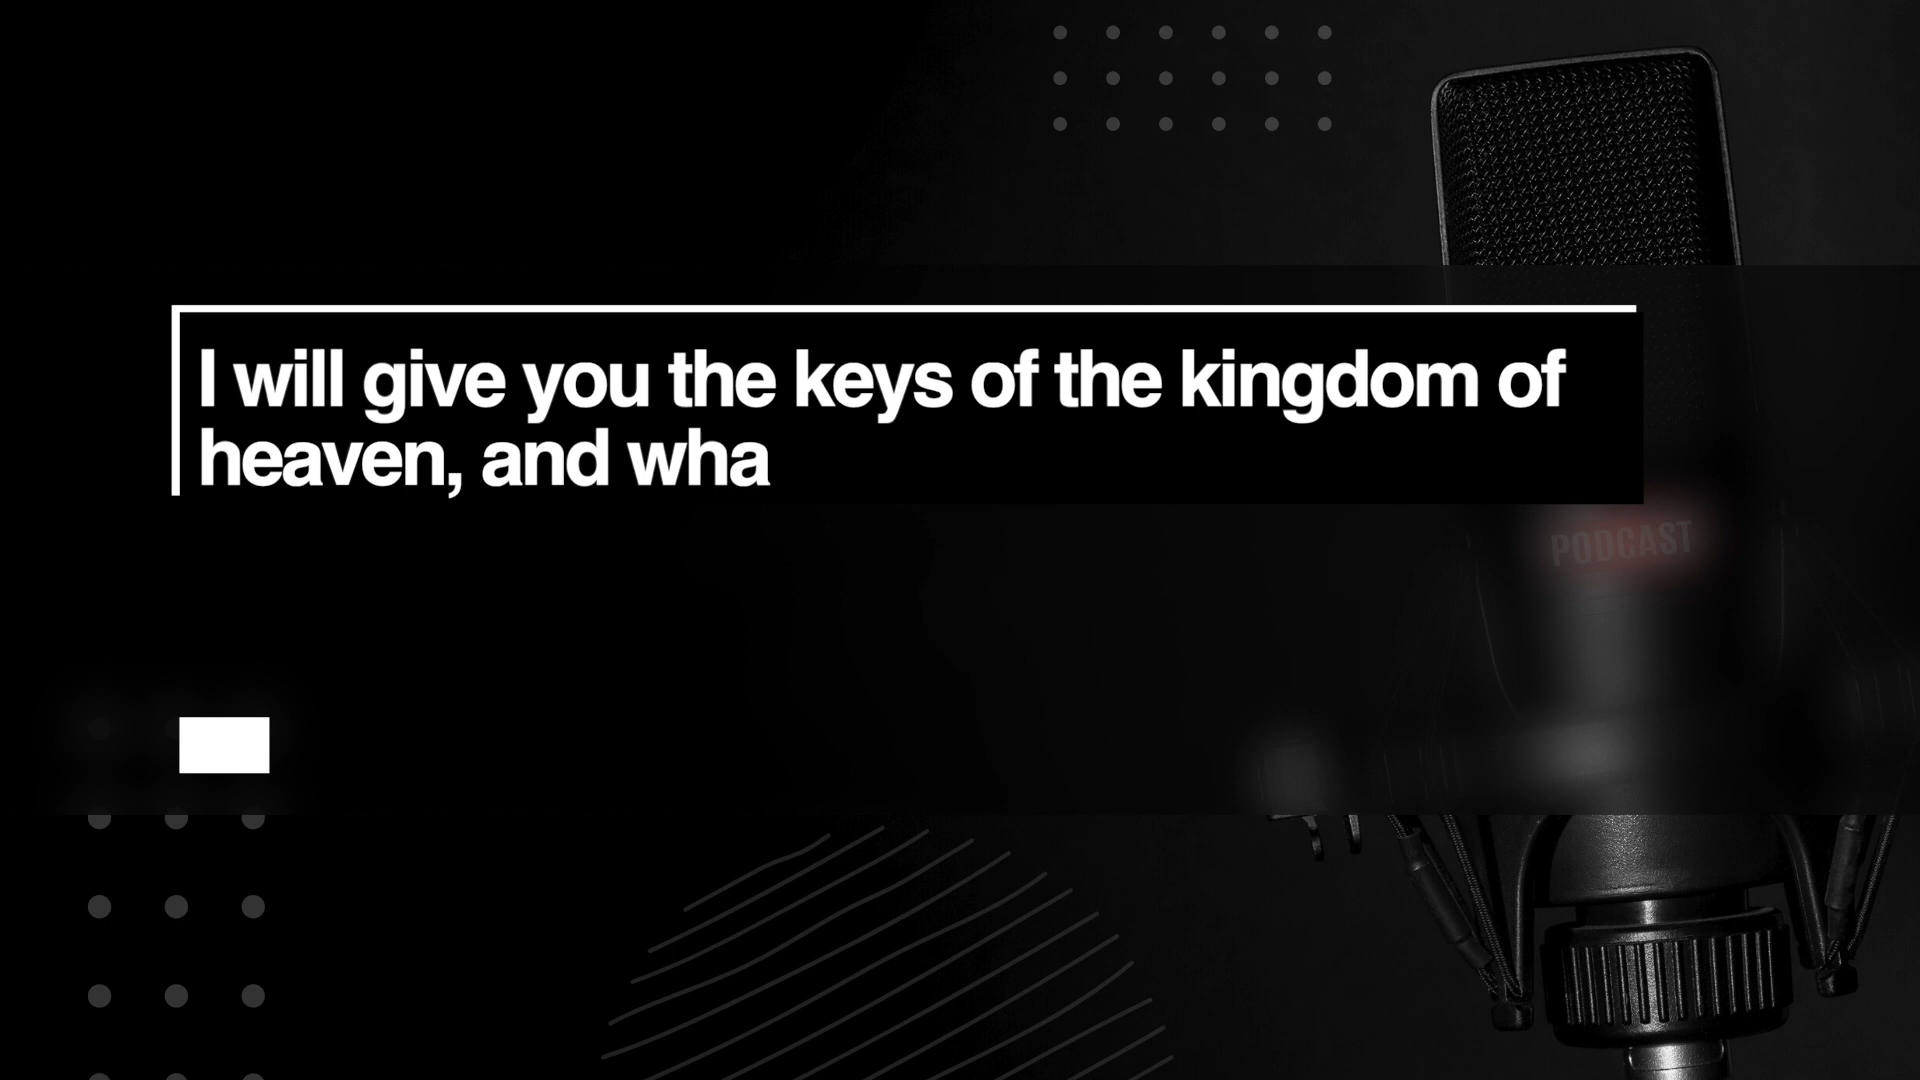 I will give you the keys of the kingdom of
heaven, and wha
PODCAST